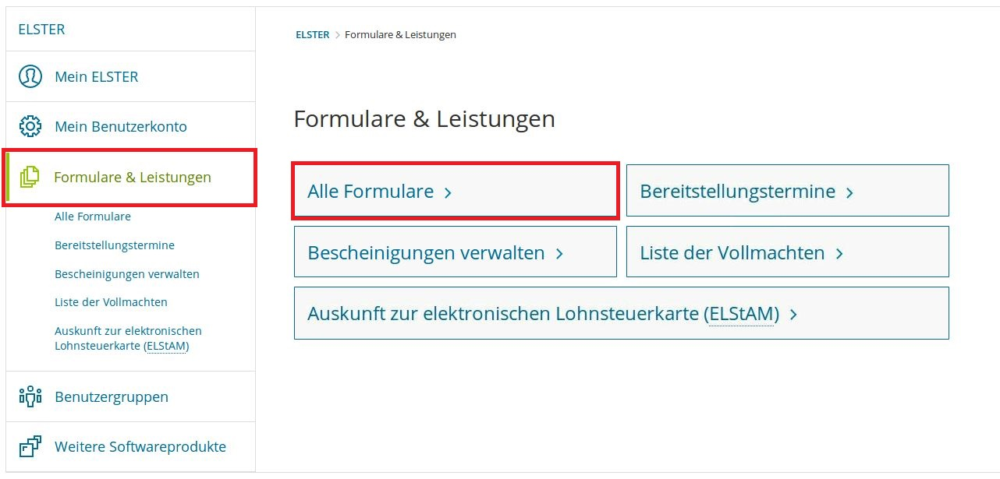 ELSTER
Mein ELSTER
Mein Benutzerkonto
Formulare & Leistungen
Alle Formulare
Bereitstellungstermine
Bescheinigungen verwalten
Liste der Vollmachten
Auskunft zur elektronischen
Lohnsteuerkarte (ELStAM)
Benutzergruppen
Weitere Softwareprodukte
ELSTER > Formulare & Leistungen
Formulare & Leistungen
Alle Formulare >
Bereitstellungstermine >
Bescheinigungen verwalten >
Liste der Vollmachten >
Auskunft zur elektronischen Lohnsteuerkarte (ELStAM) >